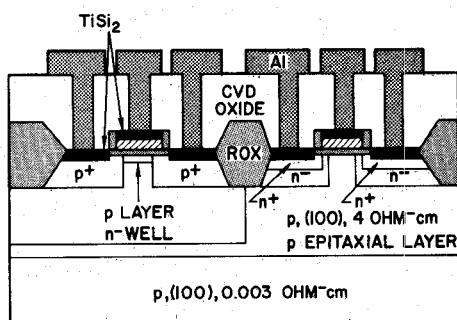 TiSi2
Al
CVD
OXIDE
ROX
p+
p+
n-
n--
n+
n+
p LAYER
n-WELL
p, (100), 4 OHM-cm
p EPITAXIAL LAYER
p, (100), 0.003 OHM-cm